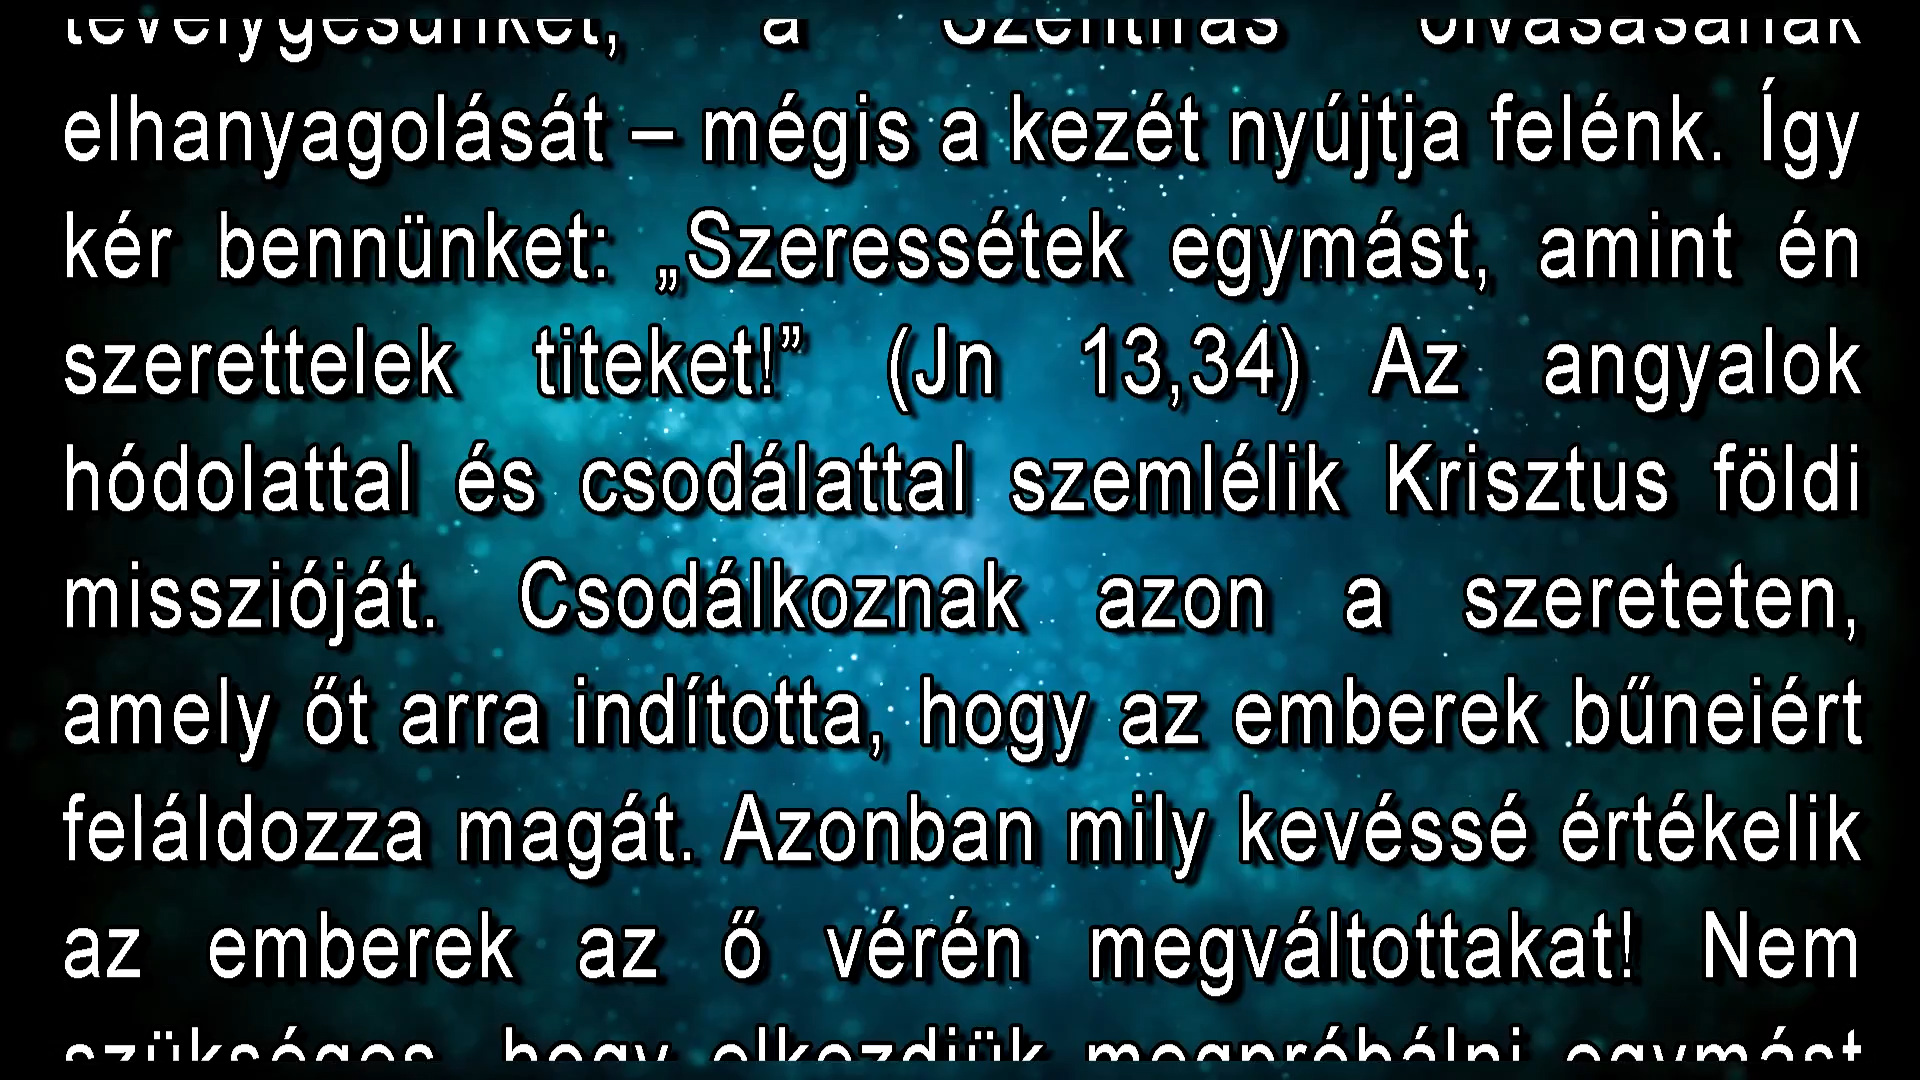 tévelygésünket, a Szentírás olvasásának
elhanyagolását – mégis a kezét nyújtja felénk. Így
kér bennünket: „Szeressétek egymást, amint én
szerettelek titeket!” (Jn 13,34) Az angyalok
hódolattal és csodálattal szemlélik Krisztus földi
misszióját. Csodálkoznak azon a szereteten,
amely őt arra indította, hogy az emberek bűneiért
feláldozza magát. Azonban mily kevéssé értékelik
az emberek az ő vérén megváltottakat! Nem
szükséges, hogy elkezdjük megpróbálni egymást